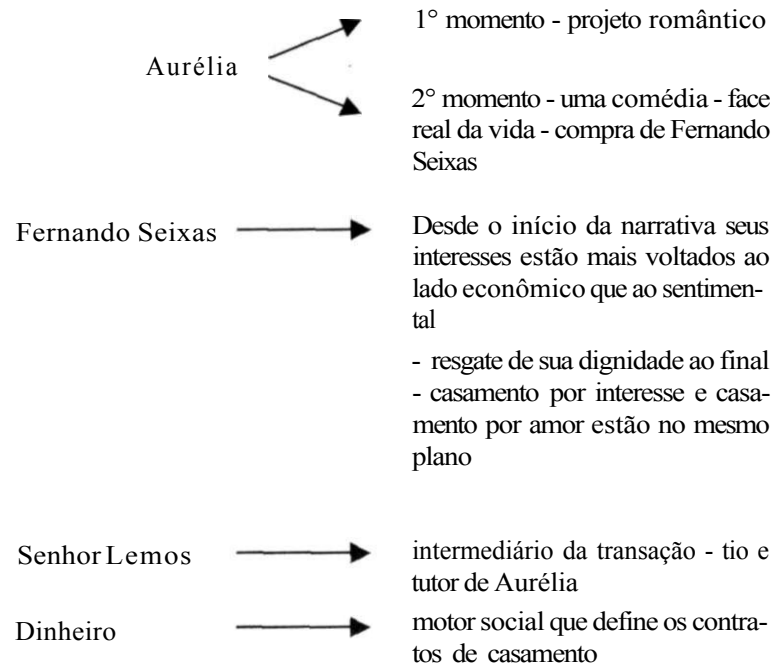 Aurélia
1° momento - projeto romântico
2° momento - uma comédia - face
real da vida - compra de Fernando
Seixas
Fernando Seixas
Desde o início da narrativa seus
interesses estão mais voltados ao
lado econômico que ao sentimen-
tal
- resgate de sua dignidade ao final
- casamento por interesse e casa-
mento por amor estão no mesmo
plano
Senhor Lemos
intermediário da transação - tio e
tutor de Aurélia
Dinheiro
motor social que define os contra-
tos de casamento